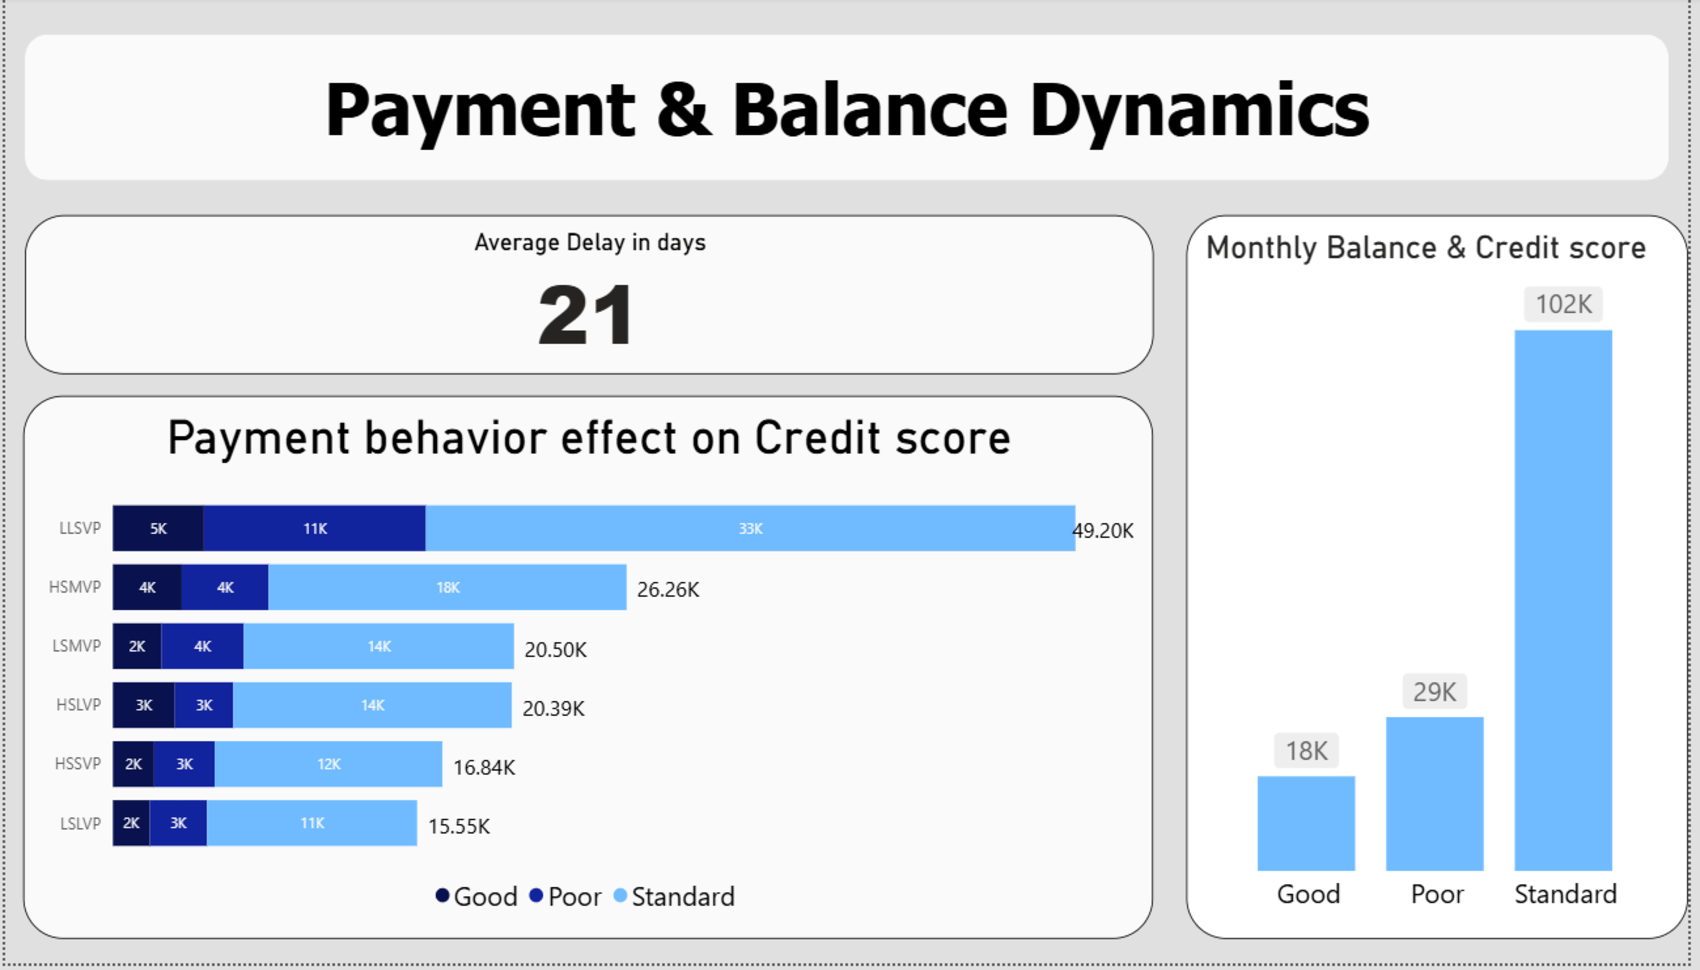 Payment & Balance Dynamics
Average Delay in days
21
Payment behavior effect on Credit score
LLSVP 5K 11K 33K 49.20K
HSMVP 4K 4K 18K 26.26K
LSMVP 2K 4K 14K 20.50K
HSLVP 3K 3K 14K 20.39K
HSSVP 2K 3K 12K 16.84K
LSLVP 2K 3K 11K 15.55K
Good Poor Standard
Monthly Balance & Credit score
102K
29K
18K
Good Poor Standard